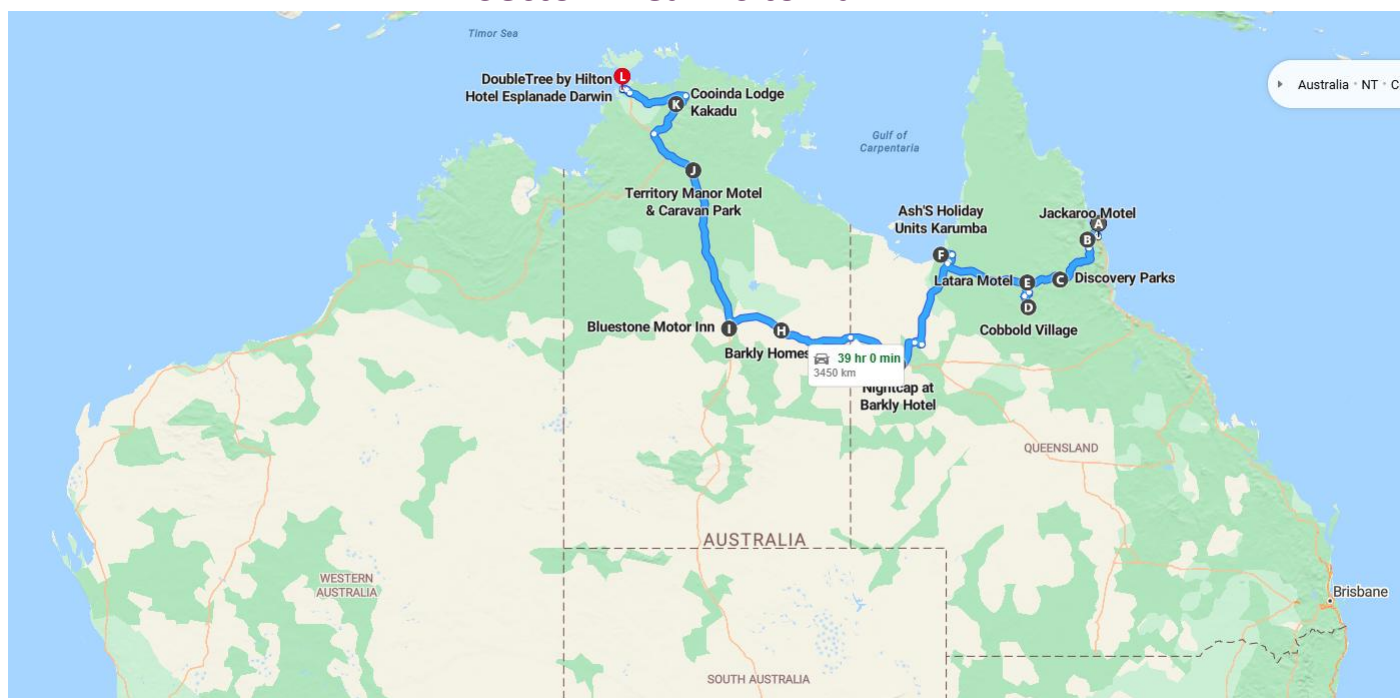 Timor Sea
DoubleTree by Hilton
Hotel Esplanade Darwin
L
Cooinda Lodge
Kakadu
K
Australia · NT · C
Gulf of
Carpentaria
J
Territory Manor Motel
& Caravan Park
Ash'S Holiday
Units Karumba
Jackaroo Motel
A
B
F
Latara Motel
E
C
Discovery Parks
D
Cobbold Village
Bluestone Motor Inn
I
H
Barkly Homes
39 hr 0 min
3450 km
Nightcap at
Barkly Hotel
QUEENSLAND
AUSTRALIA
WESTERN
AUSTRALIA
Brisbane
SOUTH AUSTRALIA